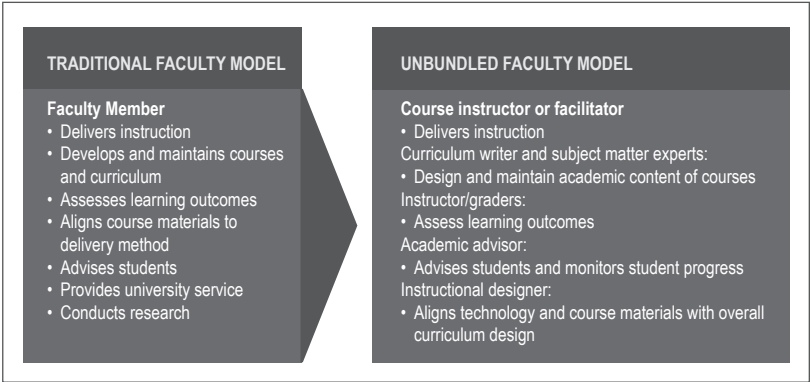 TRADITIONAL FACULTY MODEL
Faculty Member
• Delivers instruction
• Develops and maintains courses
and curriculum
• Assesses learning outcomes
• Aligns course materials to
delivery method
• Advises students
• Provides university service
• Conducts research
UNBUNDLED FACULTY MODEL
Course instructor or facilitator
• Delivers instruction
Curriculum writer and subject matter experts:
• Design and maintain academic content of courses
Instructor/graders:
• Assess learning outcomes
Academic advisor:
• Advises students and monitors student progress
Instructional designer:
• Aligns technology and course materials with overall
curriculum design